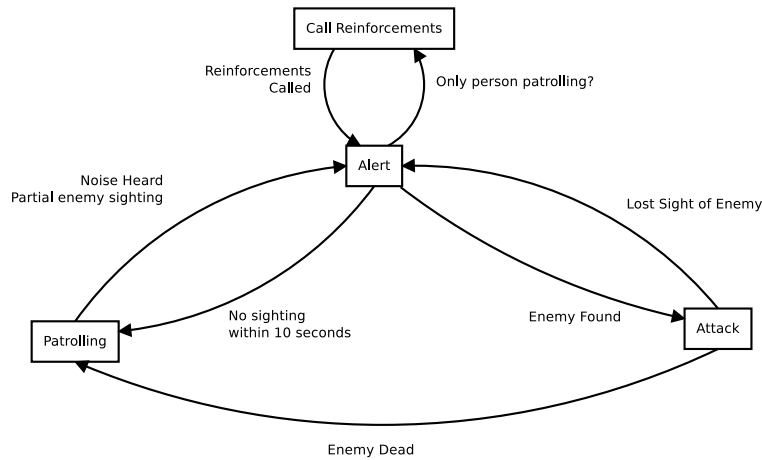 Call Reinforcements
Reinforcements
Called
Only person patrolling?
Alert
Noise Heard
Partial enemy sighting
Lost Sight of Enemy
No sighting
within 10 seconds
Enemy Found
Patrolling
Attack
Enemy Dead